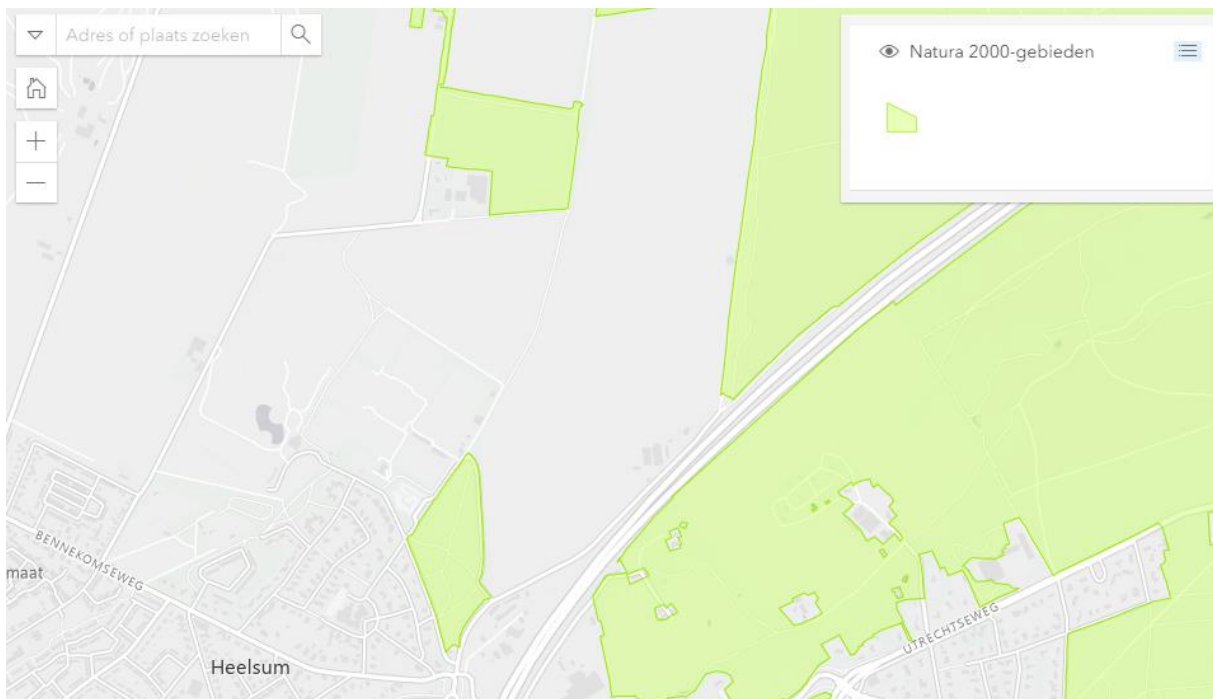 Adres of plaats zoeken
Natura 2000-gebieden
BENNEKOMSEWEG
maat
Heelsum
UTRECHTSEWEG